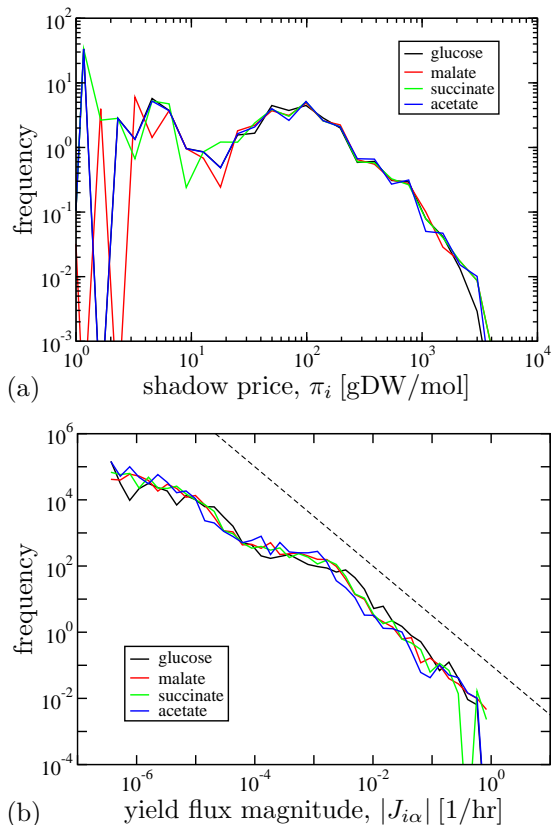 10^2
10^1
10^0
10^-1
10^-2
10^-3
frequency
glucose
malate
succinate
acetate
10^0 10^1 10^2 10^3 10^4
(a) shadow price, π_i [gDW/mol]
10^6
10^4
10^2
10^0
10^-2
10^-4
frequency
glucose
malate
succinate
acetate
10^-6 10^-4 10^-2 10^0
(b) yield flux magnitude, |J_{iα}| [1/hr]